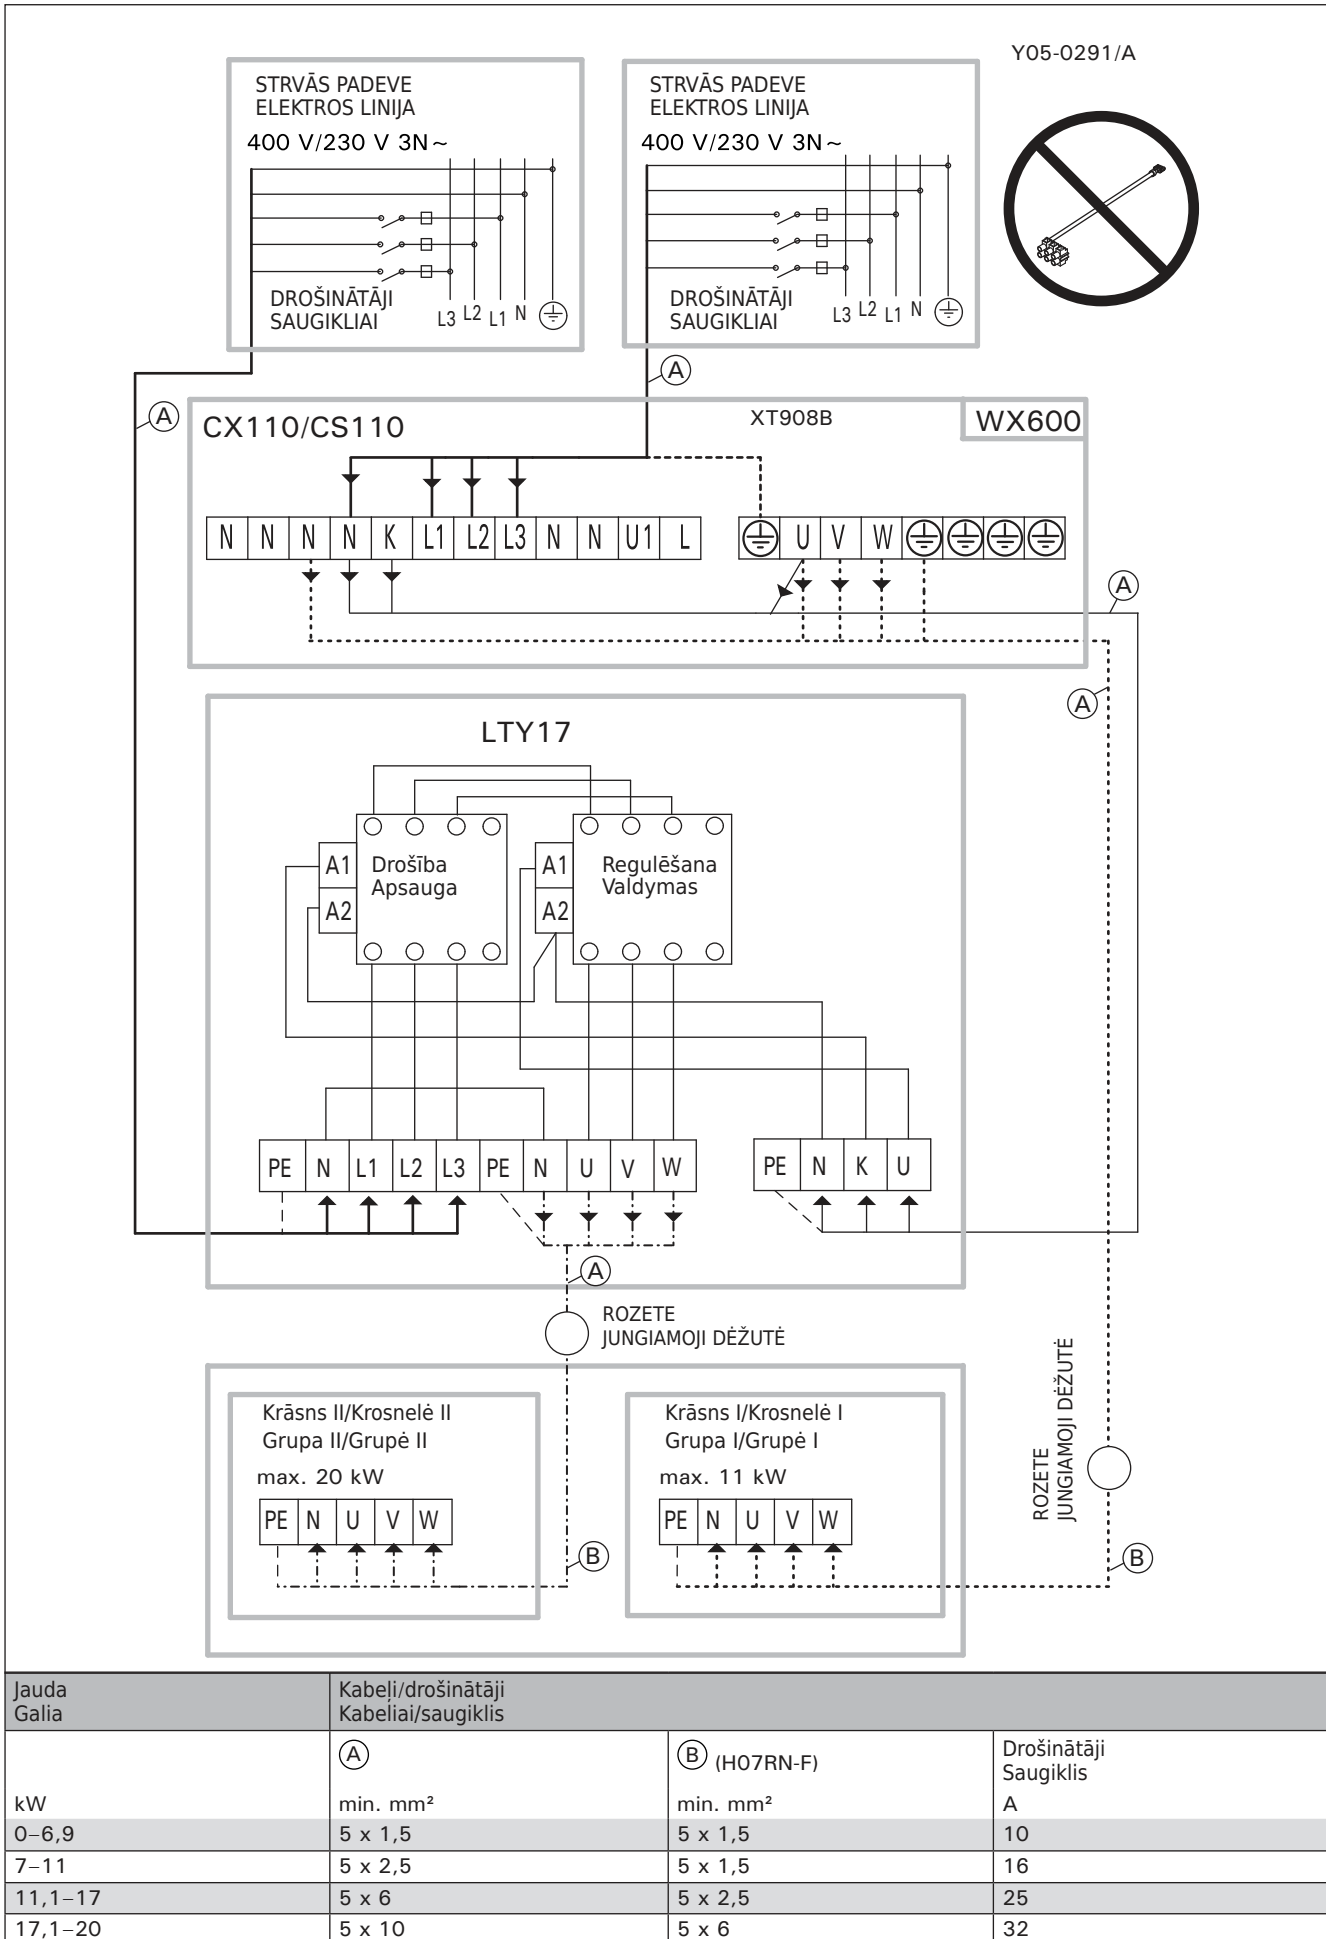 Y05-0291/A
STRVĀS PADEVE
ELEKTROS LINIJA
400 V/230 V 3N~
DROŠINĀTĀJI
SAUGIKLIAI
L3 L2 L1 N
STRVĀS PADEVE
ELEKTROS LINIJA
400 V/230 V 3N~
DROŠINĀTĀJI
SAUGIKLIAI
L3 L2 L1 N
A
A
CX110/CS110
XT908B
WX600
N N N N K L1 L2 L3 N N U1 L
U V W
A
A
LTY17
A1
A2
Drošība
Apsauga
A1
A2
Regulēšana
Valdymas
PE N L1 L2 L3 PE N U V W
PE N K U
A
ROZETE
JUNGIAMOJI DĖŽUTĖ
ROZETE
JUNGIAMOJI DĖŽUTĖ
Krāsns II/Krosnelė II
Grupa II/Grupė II
max. 20 kW
PE N U V W
B
Krāsns I/Krosnelė I
Grupa I/Grupė I
max. 11 kW
PE N U V W
B
Jauda
Galia
Kabeļi/drošinātāji
Kabeliai/saugiklis
A
B (H07RN-F)
Drošinātāji
Saugiklis
kW min. mm² min. mm² A
0–6,9 5 x 1,5 5 x 1,5 10
7–11 5 x 2,5 5 x 1,5 16
11,1–17 5 x 6 5 x 2,5 25
17,1–20 5 x 10 5 x 6 32